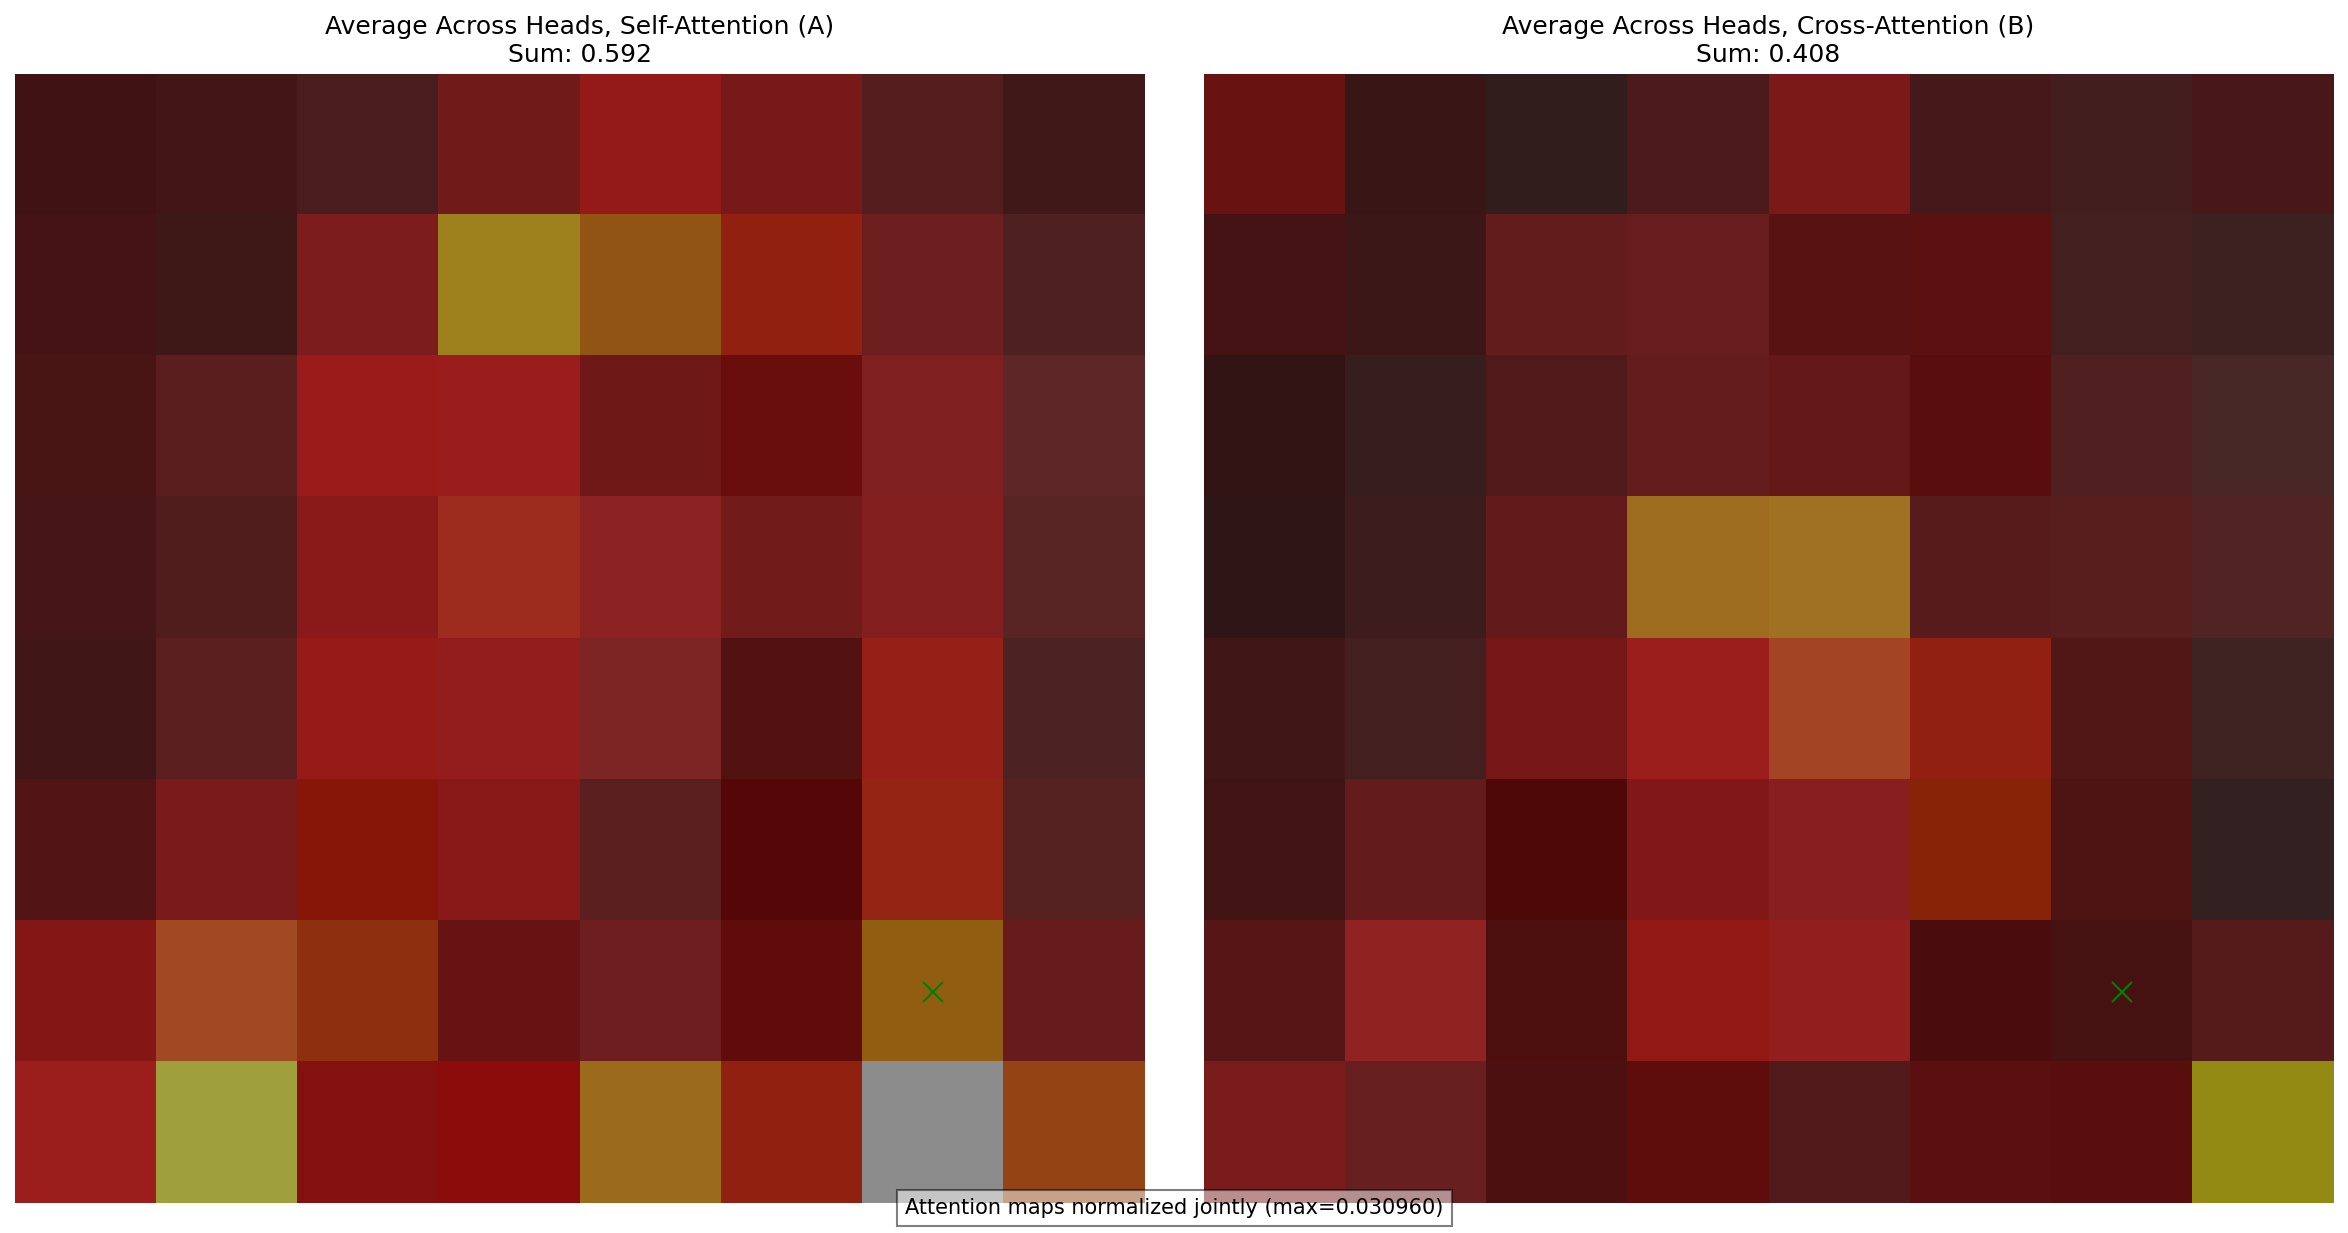 Average Across Heads, Self-Attention (A)
Sum: 0.592
Average Across Heads, Cross-Attention (B)
Sum: 0.408
Attention maps normalized jointly (max=0.030960)